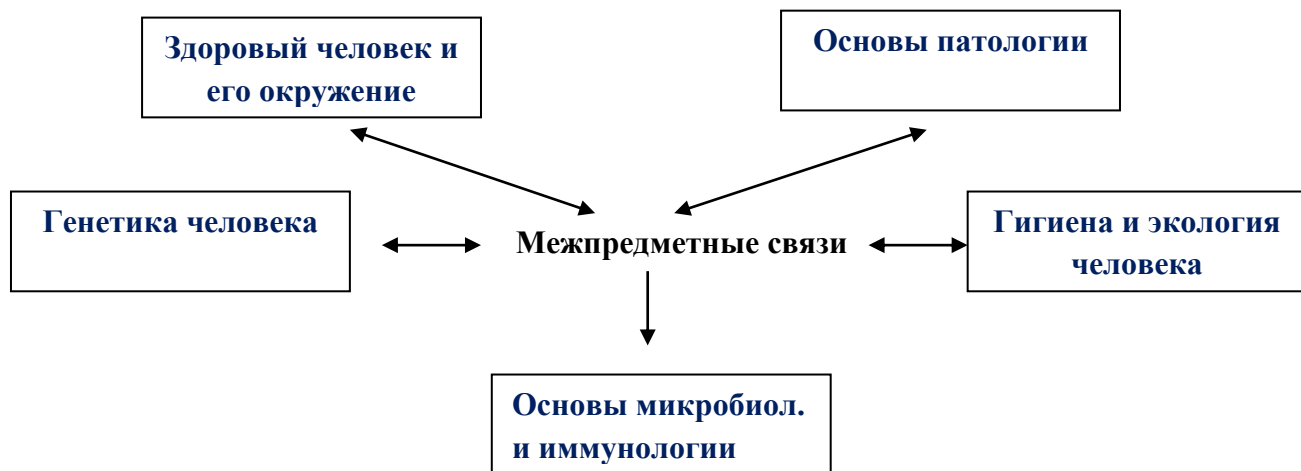 Здоровый человек и
его окружение
Основы патологии
Генетика человека
Межпредметные связи
Гигиена и экология
человека
Основы микробиол.
и иммунологии